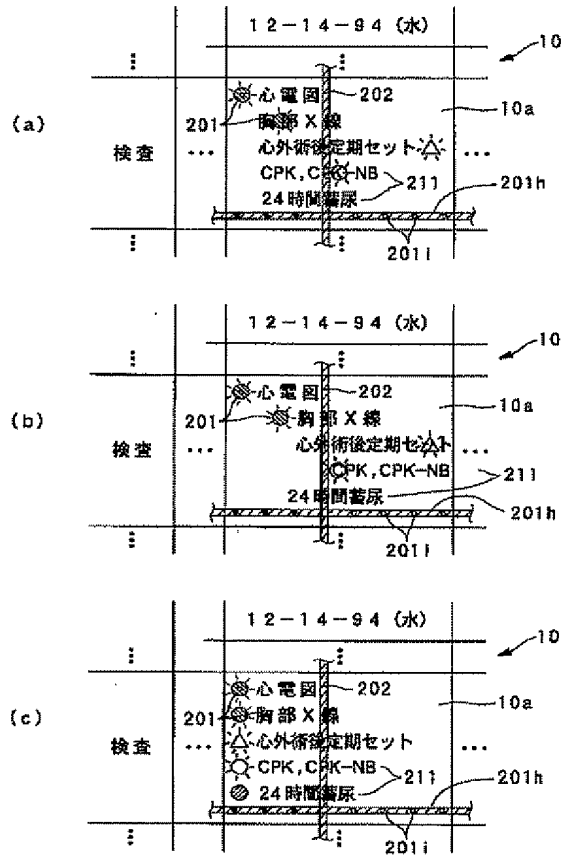 12-14-94 (水)
10
(a)
検査
...
201
心電図
202
10a
胸部X線
心外術後定期セット
...
CPK,CPK-NB
211
24時間蓄尿
201h
201i
12-14-94 (水)
10
(b)
検査
...
201
心電図
202
10a
胸部X線
心外術後定期セット
...
CPK,CPK-NB
211
24時間蓄尿
201h
201i
12-14-94 (水)
10
(c)
検査
...
201
心電図
202
10a
胸部X線
心外術後定期セット
...
CPK,CPK-NB
211
24時間蓄尿
201h
201i